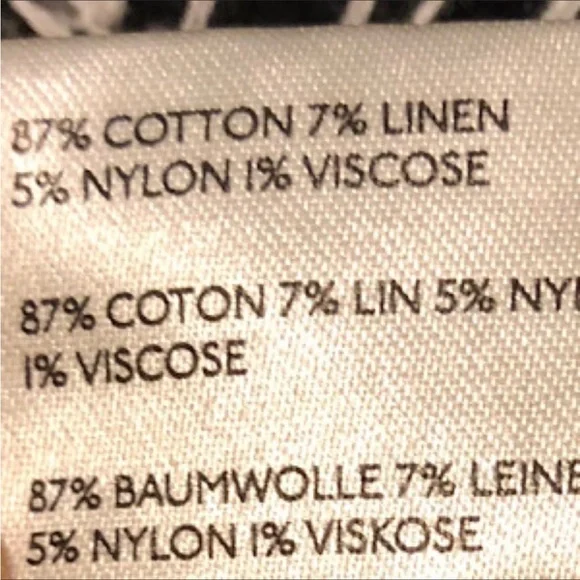 87% COTTON 7% LINEN
5% NYLON 1% VISCOSE
87% COTON 7% LIN 5%
1% VISCOSE
87% BAUMWOLLE 7%
5% NYLON 1% VISKOSE